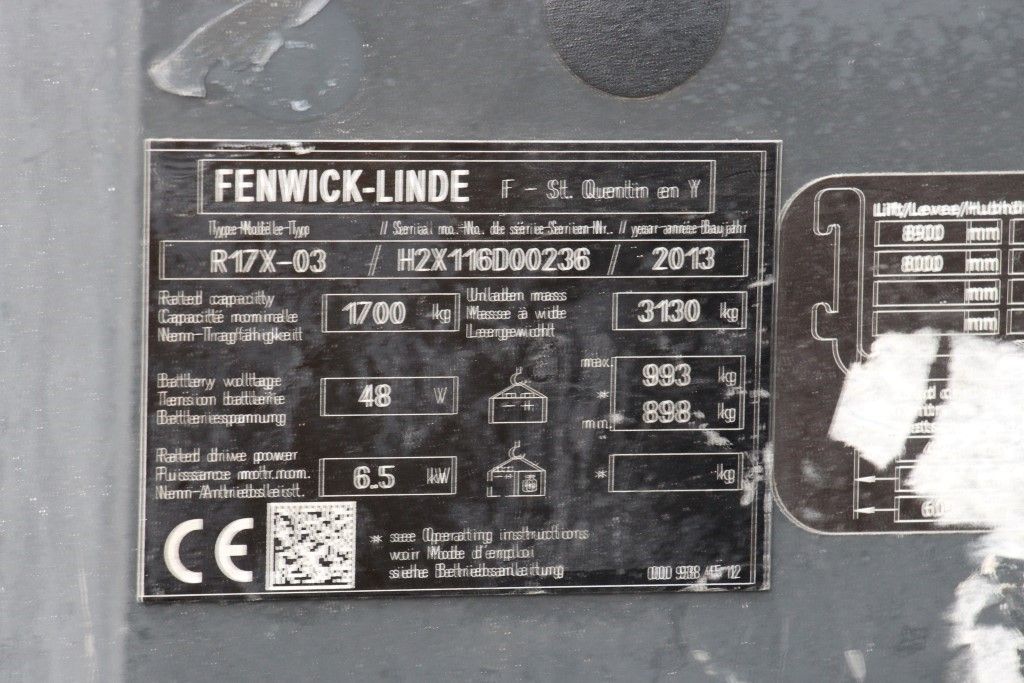 FENWICK-LINDE F - St. Quentin en Y
Type-Modèle-Typ // Serial no.-No. de série-Serien-Nr. // year-année-Baujahr
R17X-03 / H2X116D00236 / 2013
Rated capacity
Capacité nominale
Nenn-Tragfähigkeit
1700 kg
Unladen mass
Masse à vide
Leergewicht
3130 kg
Battery voltage
Tension batterie
Batteriespannung
48 V
max.
993 kg
*
min.
898 kg
Rated drive power
Puissance motr.nom.
Nenn-Antriebsleist.
6.5 kW
* kg
CE
* see Operating instructions
voir Mode d'emploi
siehe Betriebsanleitung
Lift/Levee/Hubhö
8900 mm
8000 mm
mm
mm
60